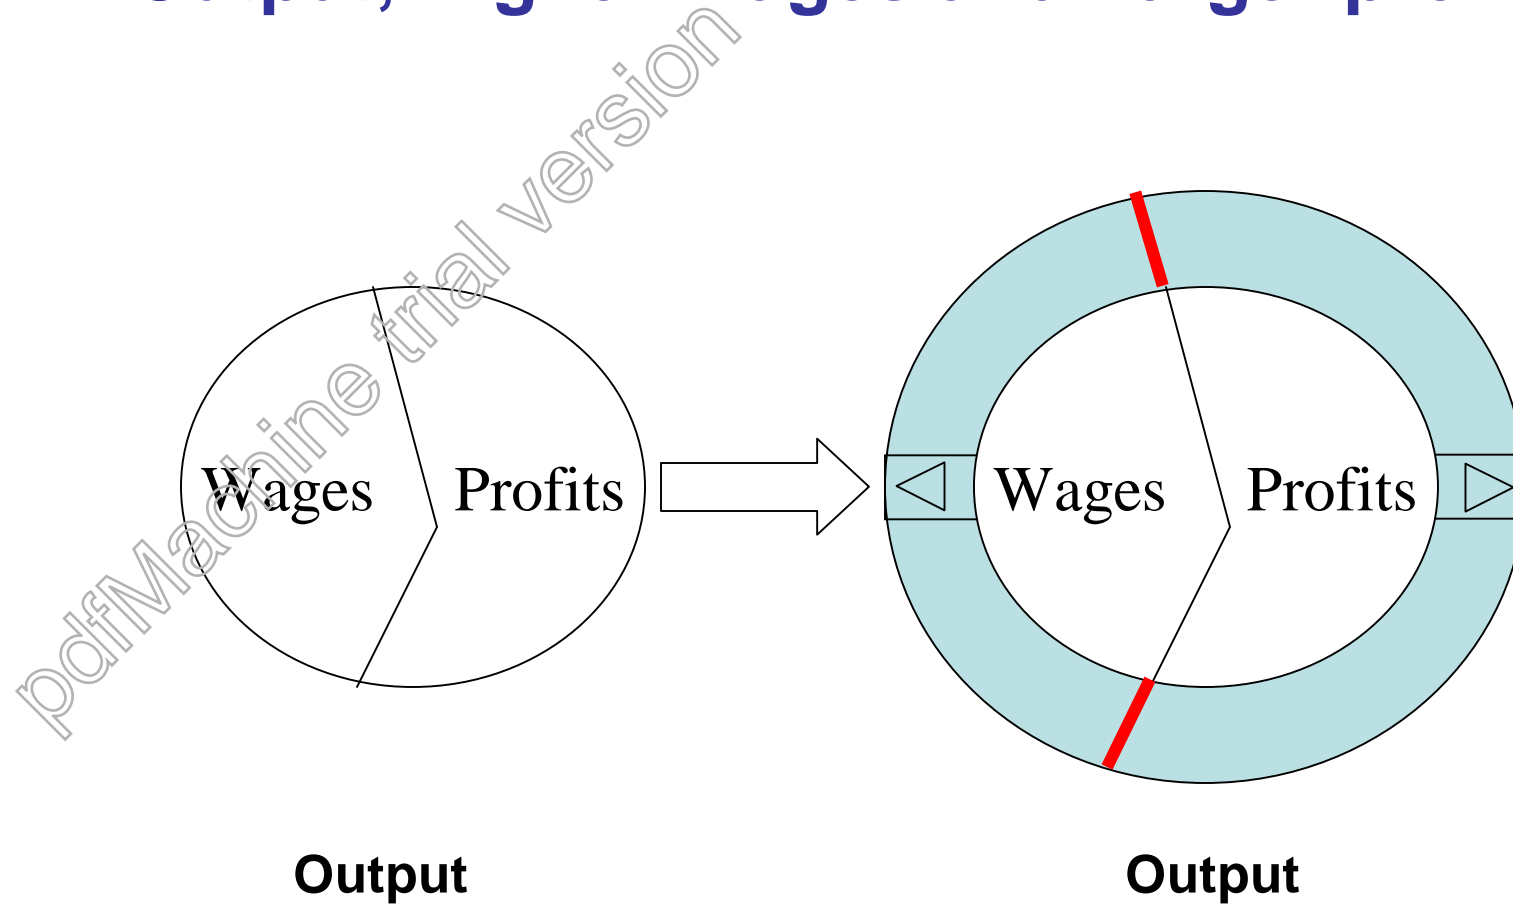 pdfMachine trial version
Wages Profits
Wages Profits
Output
Output